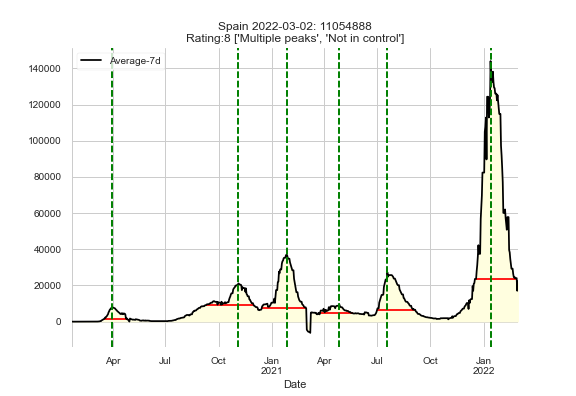 Spain 2022-03-02: 11054888
Rating:8 ['Multiple peaks', 'Not in control']
Average-7d
140000
120000
100000
80000
60000
40000
20000
0
Apr Jul Oct Jan Apr Jul Oct Jan
2021 2022
Date